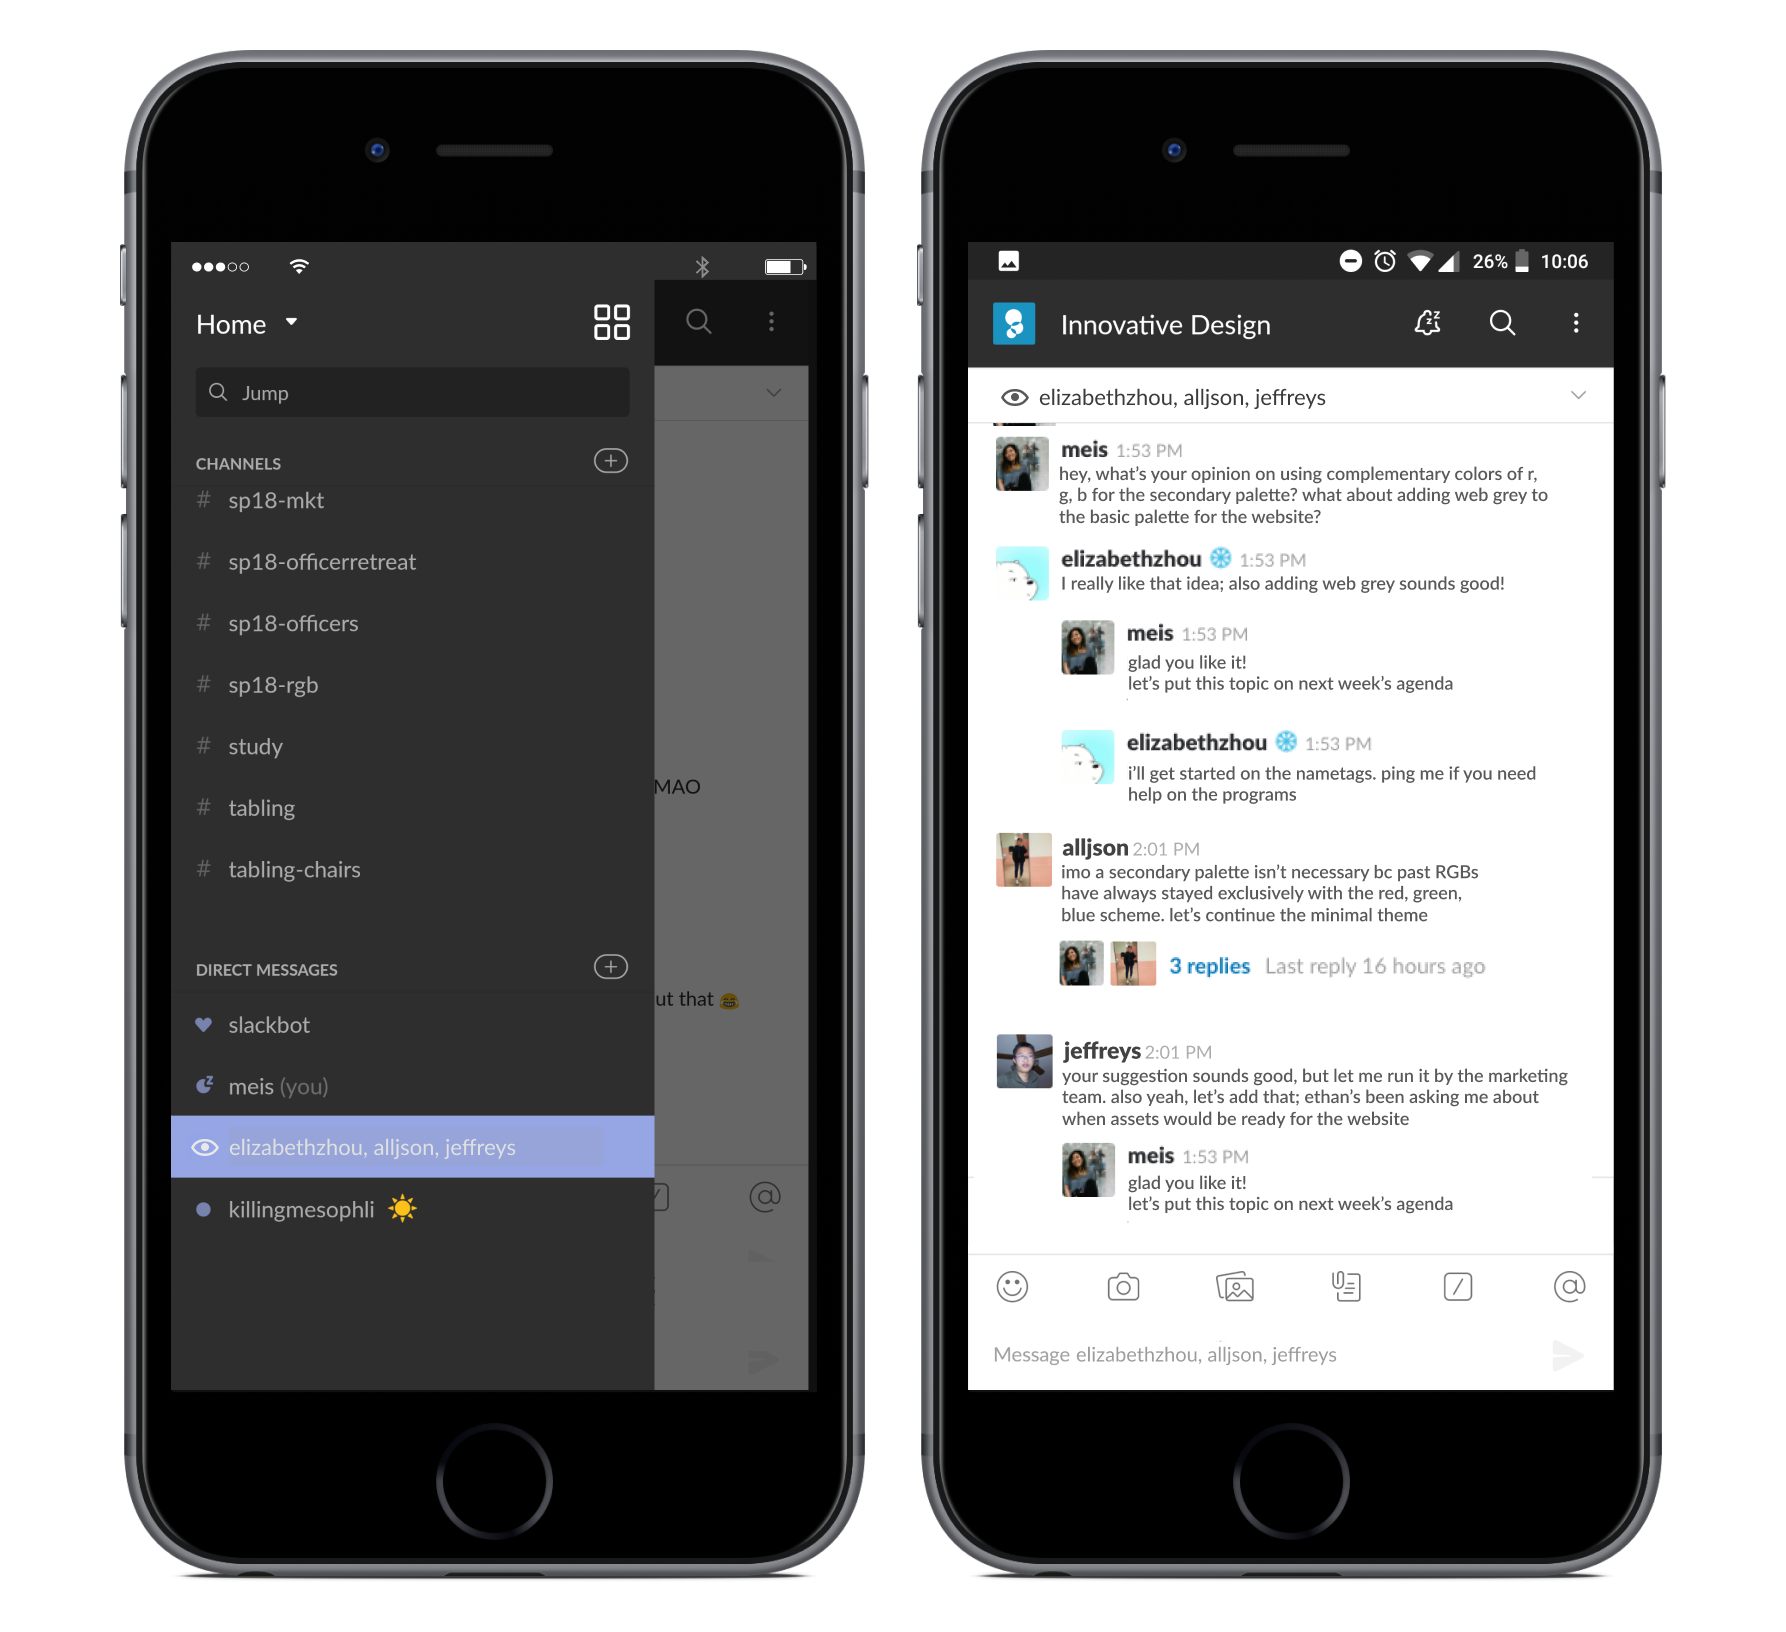 Home
Jump
CHANNELS
# sp18-mkt
# sp18-officerretreat
# sp18-officers
# sp18-rgb
# study
# tabling
# tabling-chairs
DIRECT MESSAGES
slackbot
meis (you)
elizabethzhou, alljson, jeffreys
killingmesophli
MAO
ut that
@
26% 10:06
Innovative Design
elizabethzhou, alljson, jeffreys
meis 1:53 PM
hey, what's your opinion on using complementary colors of r,
g, b for the secondary palette? what about adding web grey to
the basic palette for the website?
elizabethzhou 1:53 PM
I really like that idea; also adding web grey sounds good!
meis 1:53 PM
glad you like it!
let's put this topic on next week's agenda
elizabethzhou 1:53 PM
i'll get started on the nametags. ping me if you need
help on the programs
alljson 2:01 PM
imo a secondary palette isn't necessary bc past RGBs
have always stayed exclusively with the red, green,
blue scheme. let's continue the minimal theme
3 replies Last reply 16 hours ago
jeffreys 2:01 PM
your suggestion sounds good, but let me run it by the marketing
team. also yeah, let's add that; ethan's been asking me about
when assets would be ready for the website
meis 1:53 PM
glad you like it!
let's put this topic on next week's agenda
@
Message elizabethzhou, alljson, jeffreys